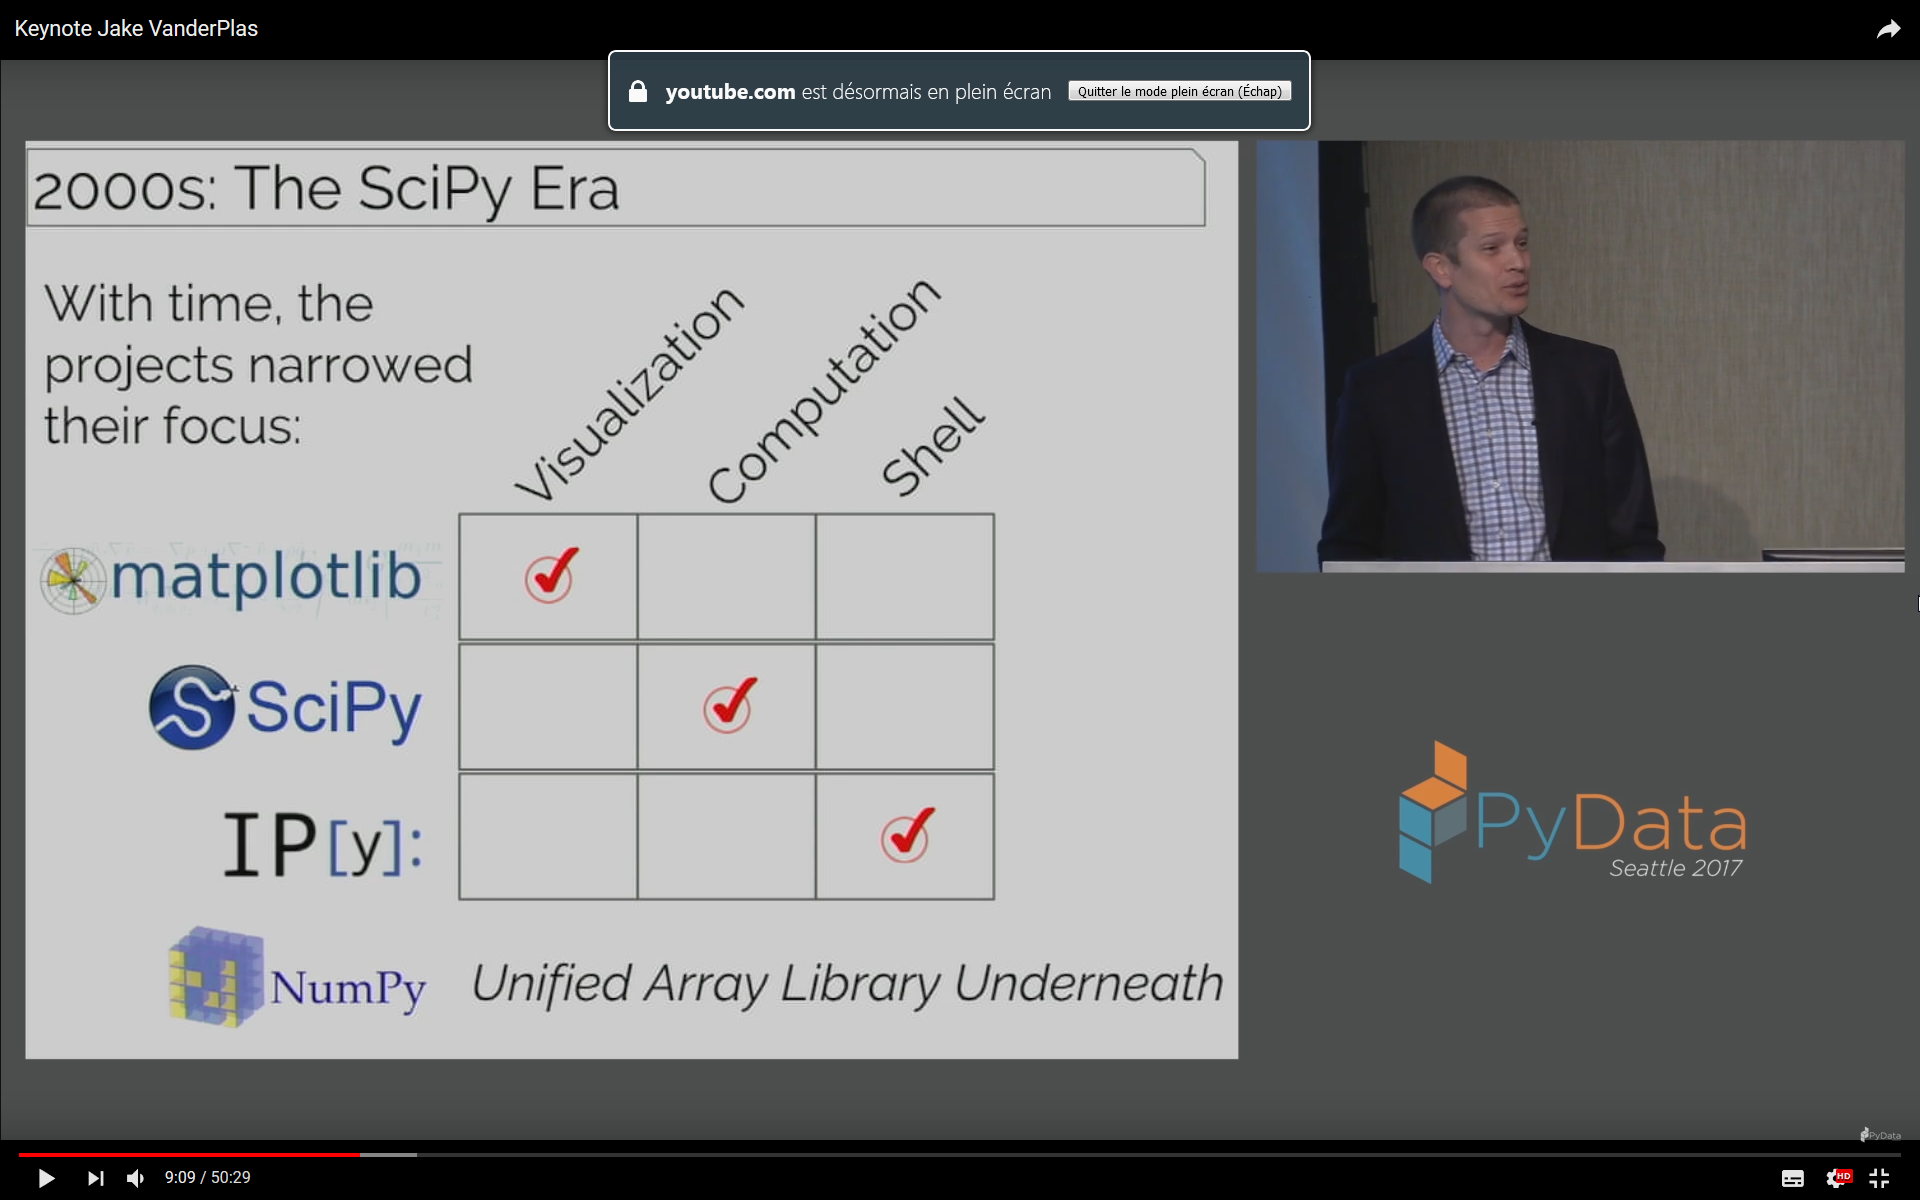 Keynote Jake VanderPlas
youtube.com est désormais en plein écran Quitter le mode plein écran (Échap)
2000s: The SciPy Era
With time, the
projects narrowed
their focus:
Visualization
Computation
Shell
matplotlib
SciPy
IP[y]:
NumPy Unified Array Library Underneath
PyData
Seattle 2017
PyData
9:09 / 50:29
HD